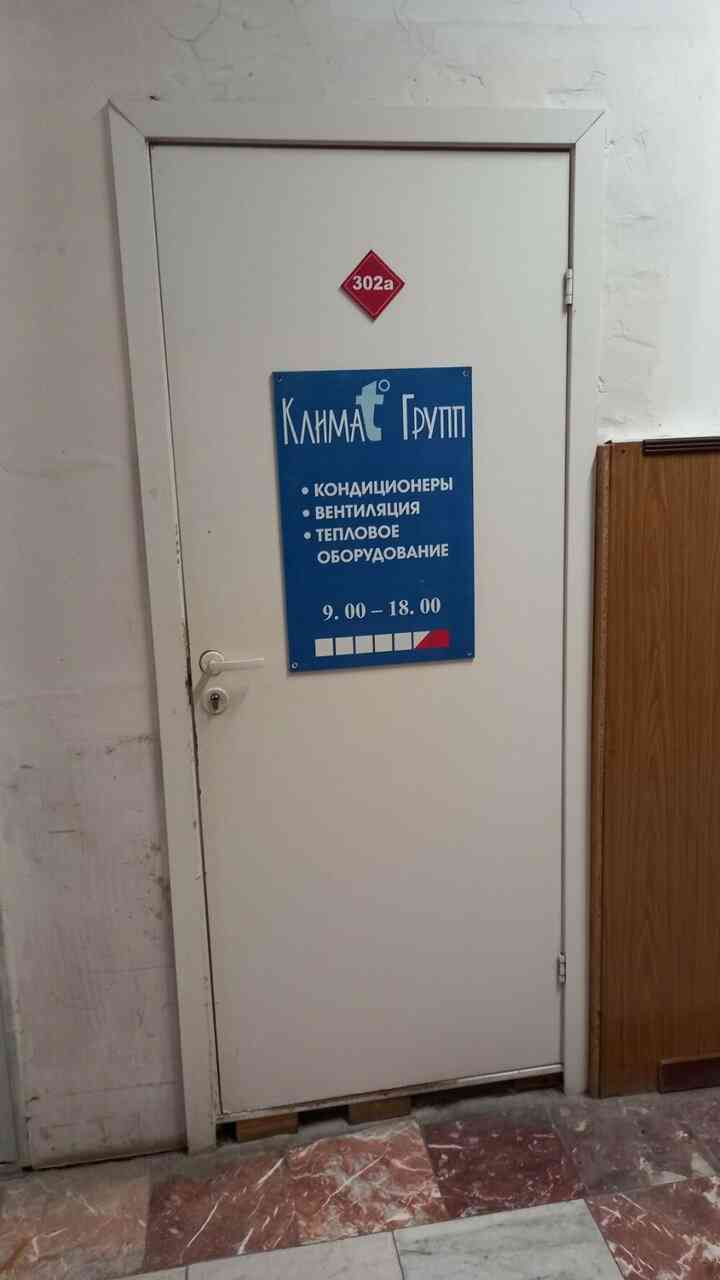 302а
Климаt° Групп
• КОНДИЦИОНЕРЫ
• ВЕНТИЛЯЦИЯ
• ТЕПЛОВОЕ
ОБОРУДОВАНИЕ
9.00 – 18.00